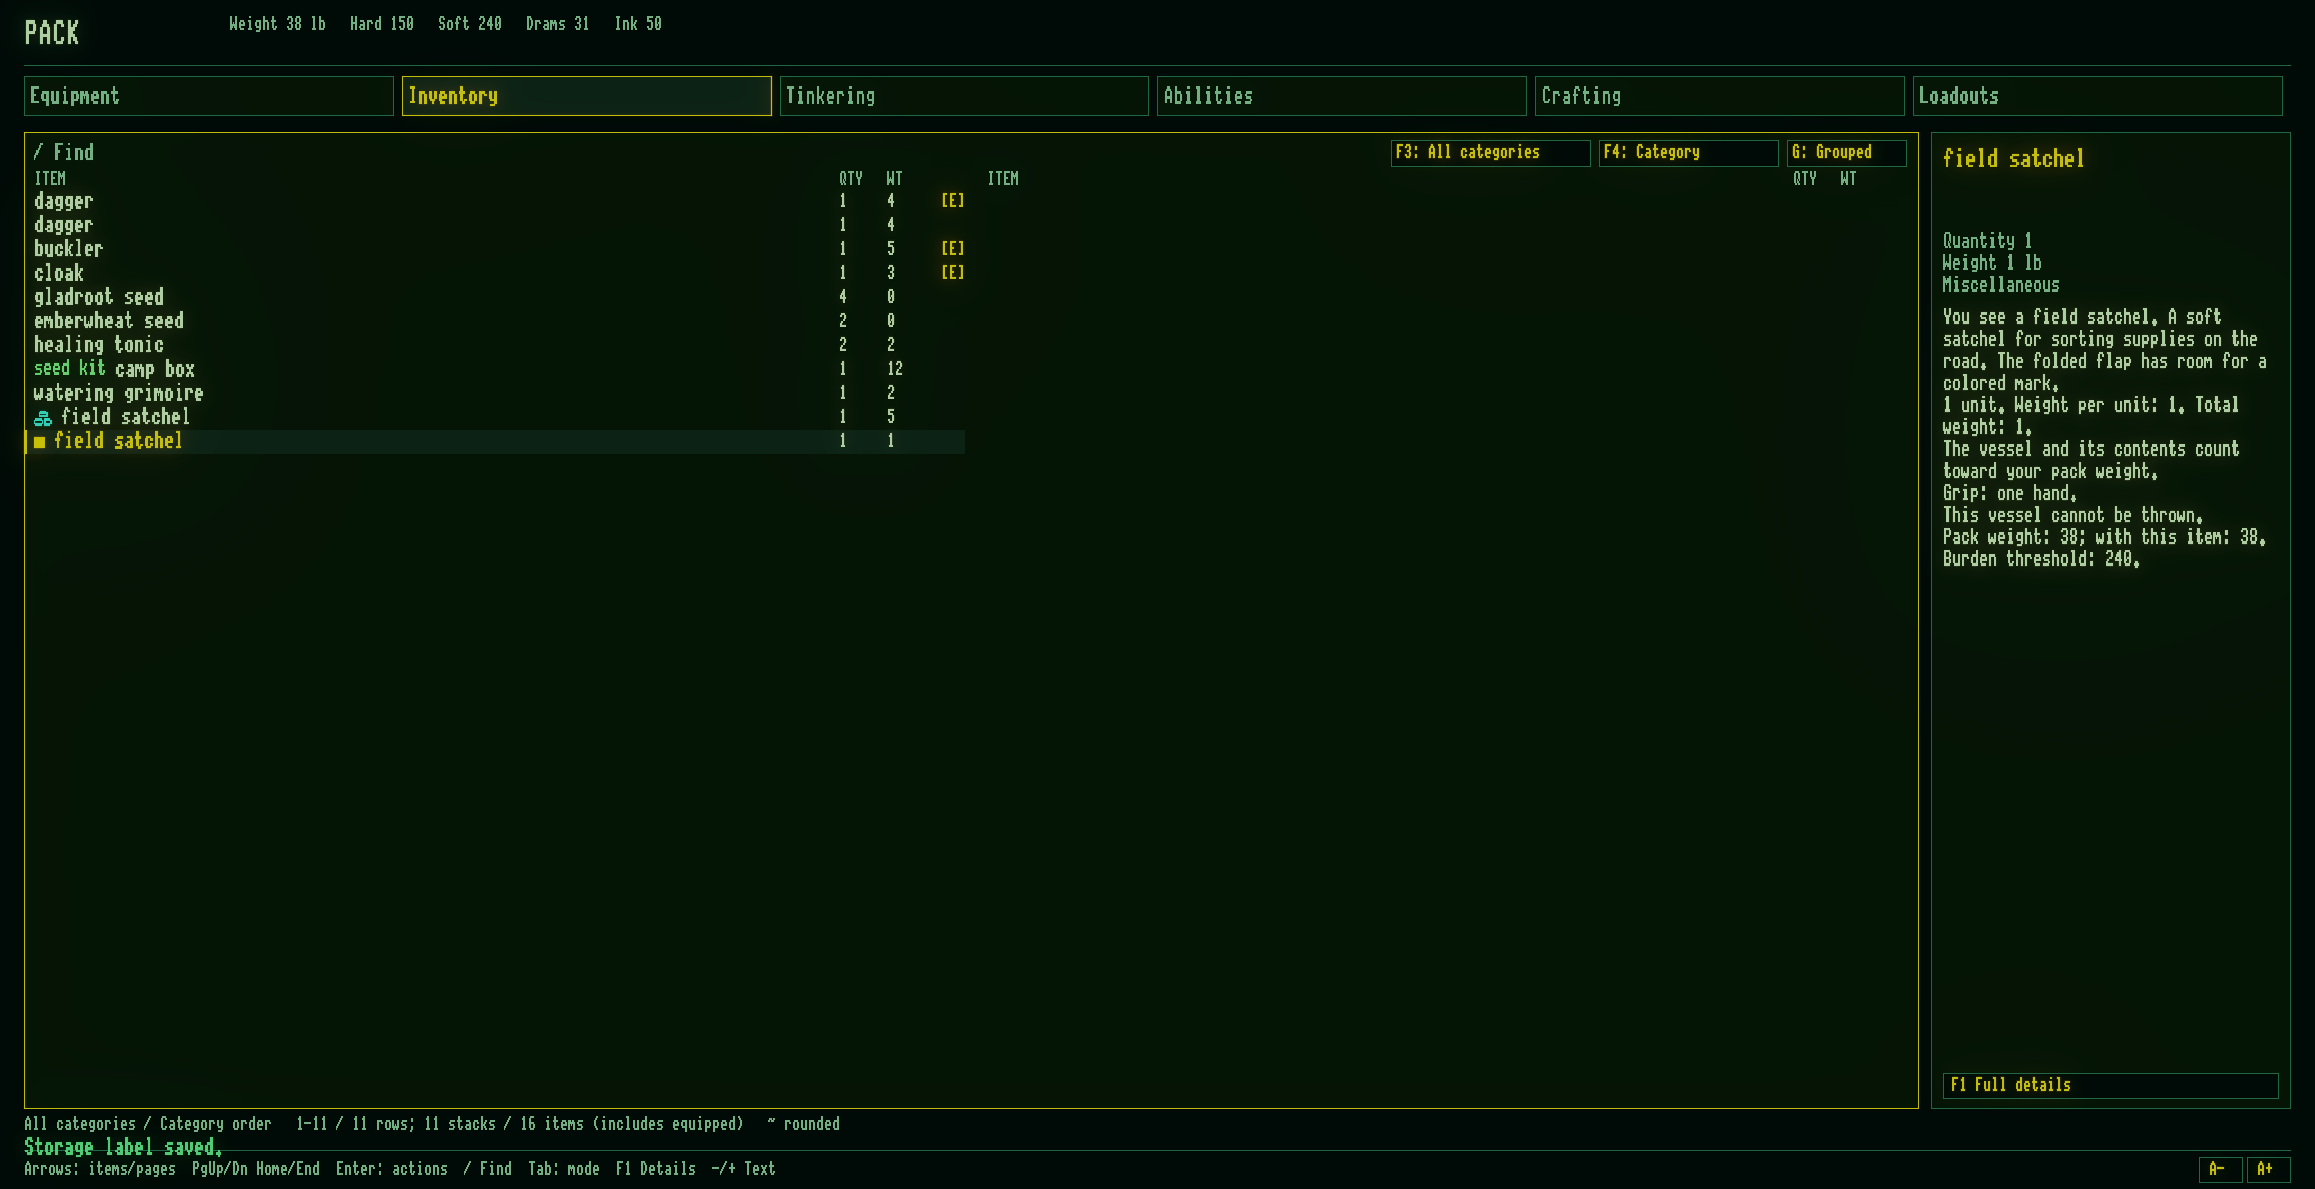 PACK
Weight 38 lb Hard 150 Soft 240 Drams 31 Ink 50
Equipment Inventory Tinkering Abilities Crafting Loadouts
/ Find F3: All categories F4: Category G: Grouped
ITEM QTY WT ITEM QTY WT
dagger 1 4 [E]
dagger 1 4
buckler 1 5 [E]
cloak 1 3 [E]
gladroot seed 4 0
emberwheat seed 2 0
healing tonic 2 2
seed kit camp box 1 12
watering grimoire 1 2
field satchel 1 5
field satchel 1 1
field satchel
Quantity 1
Weight 1 lb
Miscellaneous
You see a field satchel. A soft
satchel for sorting supplies on the
road. The folded flap has room for a
colored mark.
1 unit. Weight per unit: 1. Total
weight: 1.
The vessel and its contents count
toward your pack weight.
Grip: one hand.
This vessel cannot be thrown.
Pack weight: 38; with this item: 38.
Burden threshold: 240.
F1 Full details
All categories / Category order 1-11 / 11 rows; 11 stacks / 16 items (includes equipped) ~ rounded
Storage label saved.
Arrows: items/pages PgUp/Dn Home/End Enter: actions / Find Tab: mode F1 Details -/+ Text
A- A+